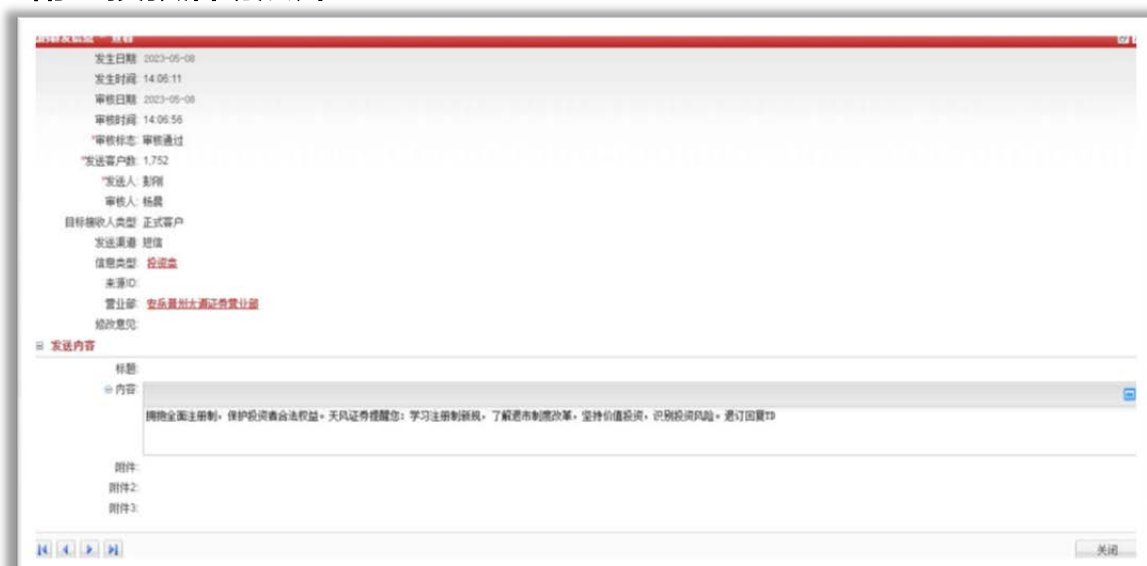 发生日期: 2023-05-08
发生时间: 14:06:11
审核日期: 2023-05-08
审核时间: 14:06:56
*审核标志: 审核通过
*发送客户数: 1,752
*发送人: 彭刚
审核人: 杨晨
目标接收人类型: 正式客户
发送渠道: 短信
信息类型: 投资类
来源ID:
营业部: 安乐景州大道证券营业部
修改意见:
发送内容
标题:
内容:
拥抱全面注册制，保护投资者合法权益。天风证券提醒您：学习注册制新规，了解退市制度改革，坚持价值投资，识别投资风险。退订回复TD
附件:
附件2:
附件3:
关闭